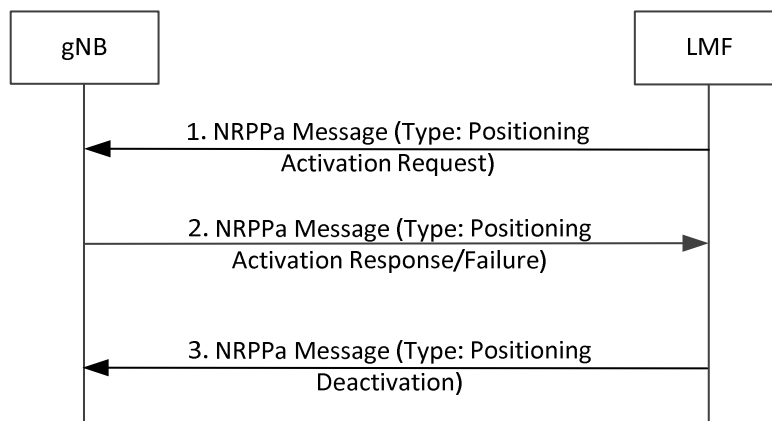 gNB
LMF
1. NRPPa Message (Type: Positioning
Activation Request)
2. NRPPa Message (Type: Positioning
Activation Response/Failure)
3. NRPPa Message (Type: Positioning
Deactivation)